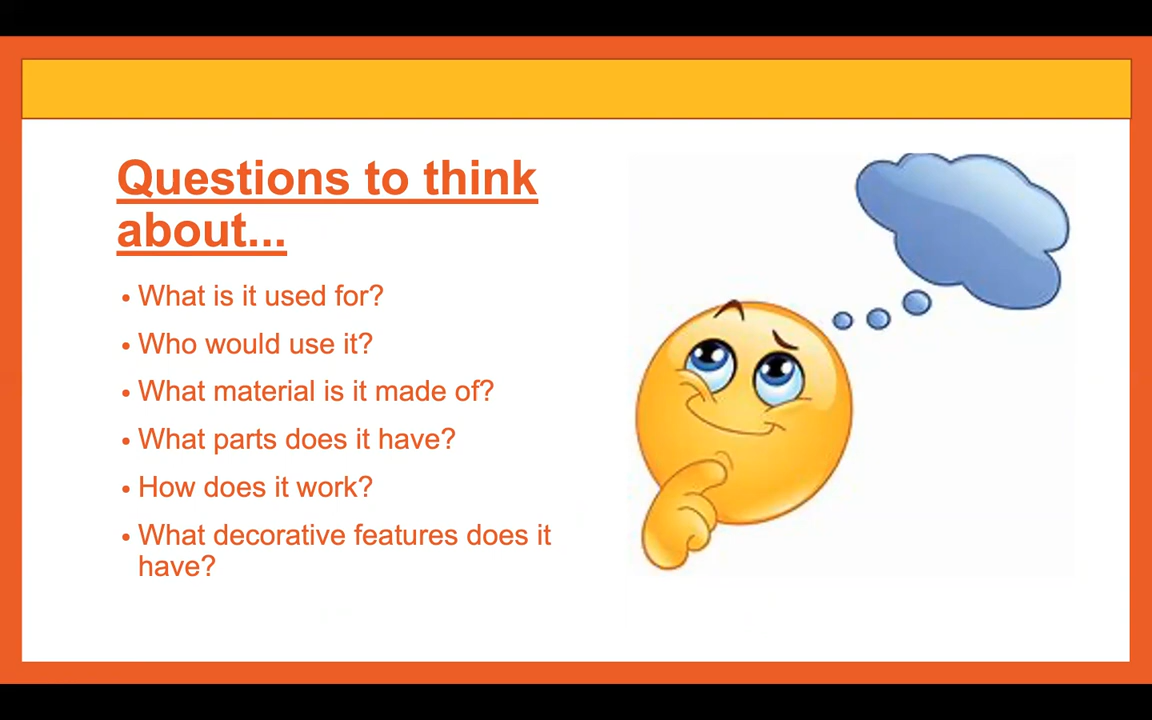 Questions to think
about...
• What is it used for?
• Who would use it?
• What material is it made of?
• What parts does it have?
• How does it work?
• What decorative features does it
have?